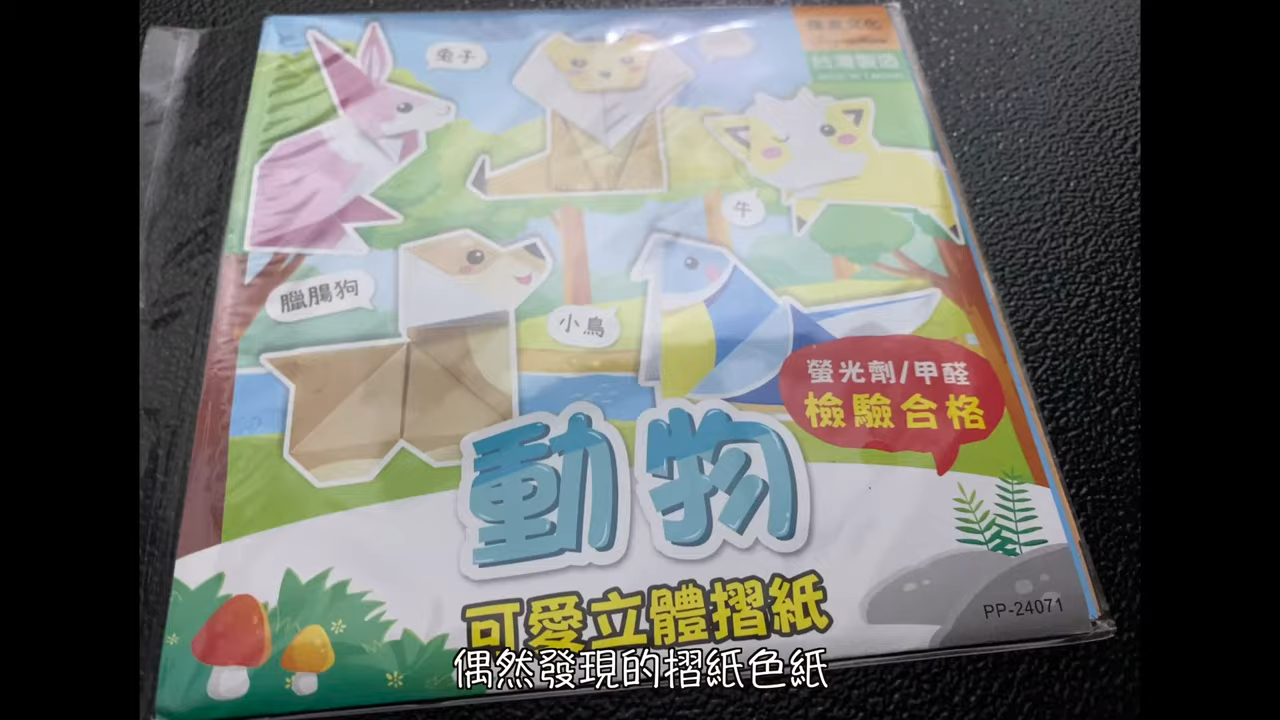 兔子
台灣製造
牛
臘腸狗
小鳥
螢光劑/甲醛
檢驗合格
動物
可愛立體摺紙
PP-24071
偶然發現的摺紙色紙